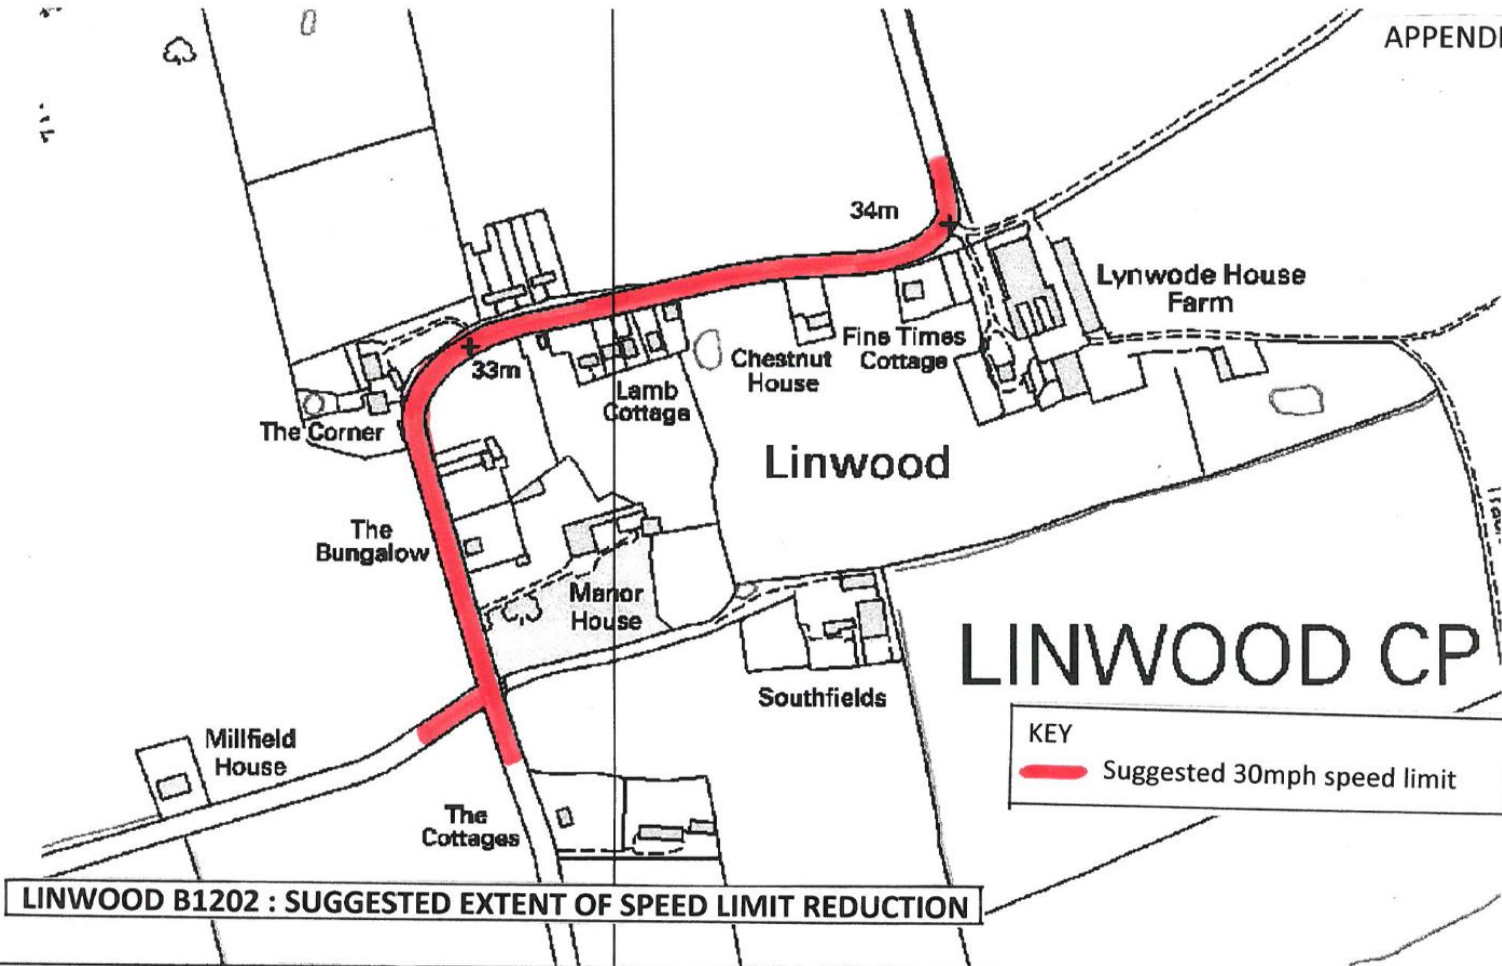 APPENDI
34m
Lynwode House
Farm
Fine Times
Cottage
Chestnut
House
33m
Lamb
Cottage
The Corner
Linwood
The
Bungalow
Manor
House
LINWOOD CP
Southfields
KEY
Suggested 30mph speed limit
Millfield
House
The
Cottages
LINWOOD B1202 : SUGGESTED EXTENT OF SPEED LIMIT REDUCTION